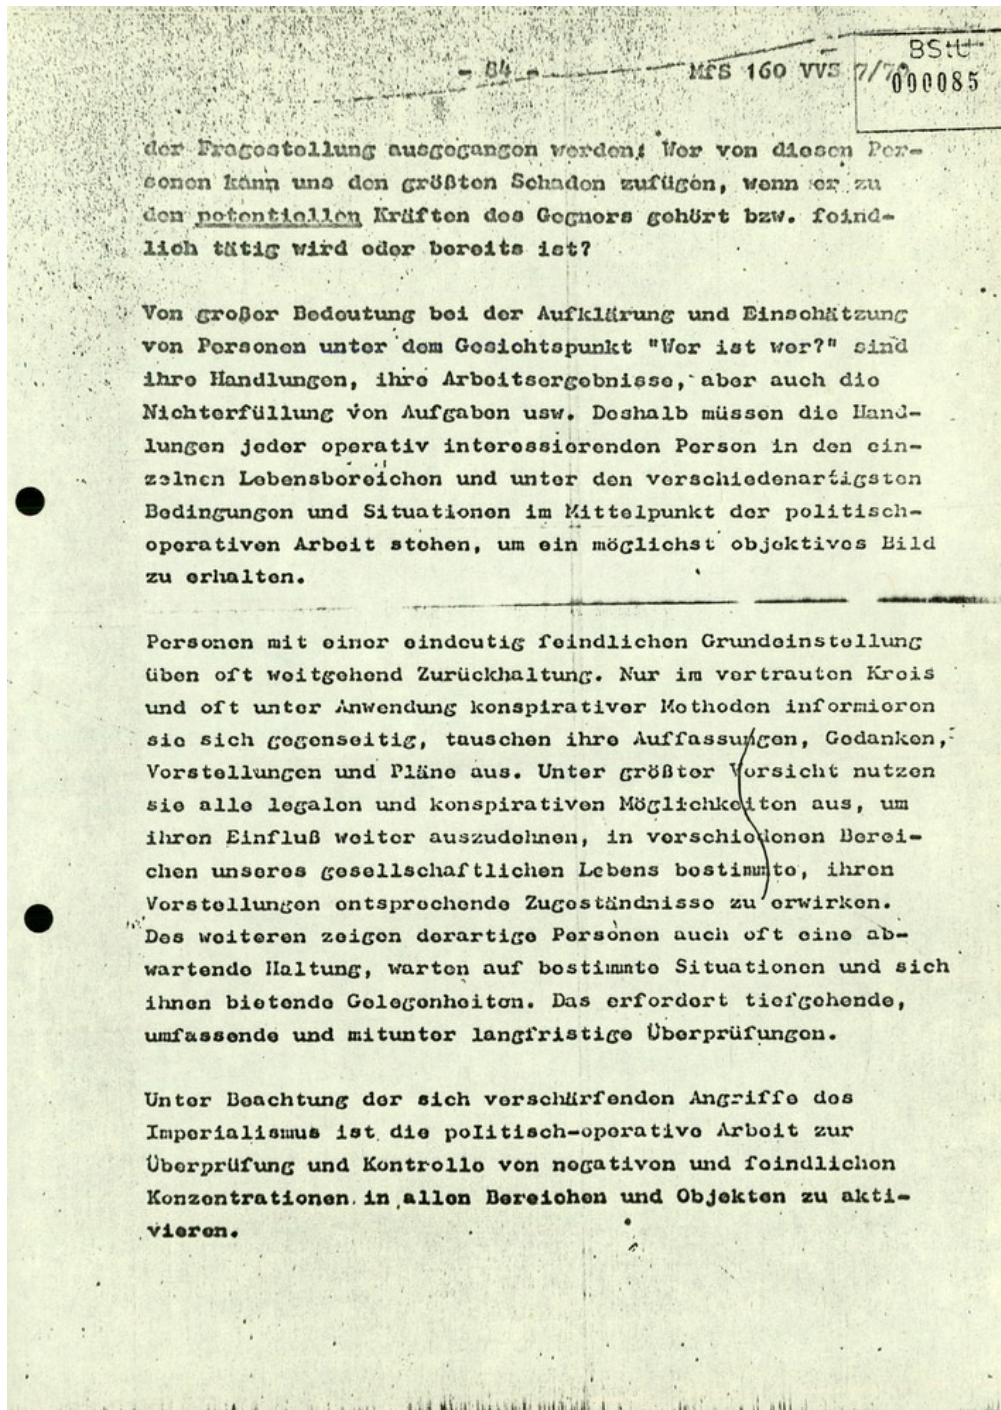 BStU
000085
- 84 -
MfS 160 VVS 7/7
der Fragestellung ausgegangen werden: Wer von diesen Per-
sonen kann uns den größten Schaden zufügen, wenn er zu
den potentiellen Kräften des Gegners gehört bzw. feind-
lich tätig wird oder bereits ist?
Von großer Bedeutung bei der Aufklärung und Einschätzung
von Personen unter dem Gesichtspunkt "Wer ist wer?" sind
ihre Handlungen, ihre Arbeitsergebnisse, aber auch die
Nichterfüllung von Aufgaben usw. Deshalb müssen die Hand-
lungen jeder operativ interessierenden Person in den ein-
zelnen Lebensbereichen und unter den verschiedenartigsten
Bedingungen und Situationen im Mittelpunkt der politisch-
operativen Arbeit stehen, um ein möglichst objektives Bild
zu erhalten.
Personen mit einer eindeutig feindlichen Grundeinstellung
üben oft weitgehend Zurückhaltung. Nur im vertrauten Kreis
und oft unter Anwendung konspirativer Methoden informieren
sie sich gegenseitig, tauschen ihre Auffassungen, Gedanken,
Vorstellungen und Pläne aus. Unter größter Vorsicht nutzen
sie alle legalen und konspirativen Möglichkeiten aus, um
ihren Einfluß weiter auszudehnen, in verschiedenen Berei-
chen unseres gesellschaftlichen Lebens bestimmte, ihren
Vorstellungen entsprechende Zugeständnisse zu erwirken.
Des weiteren zeigen derartige Personen auch oft eine ab-
wartende Haltung, warten auf bestimmte Situationen und sich
ihnen bietende Gelegenheiten. Das erfordert tiefgehende,
umfassende und mitunter langfristige Überprüfungen.
Unter Beachtung der sich verschärfenden Angriffe des
Imperialismus ist die politisch-operative Arbeit zur
Überprüfung und Kontrolle von negativen und feindlichen
Konzentrationen in allen Bereichen und Objekten zu akti-
vieren.